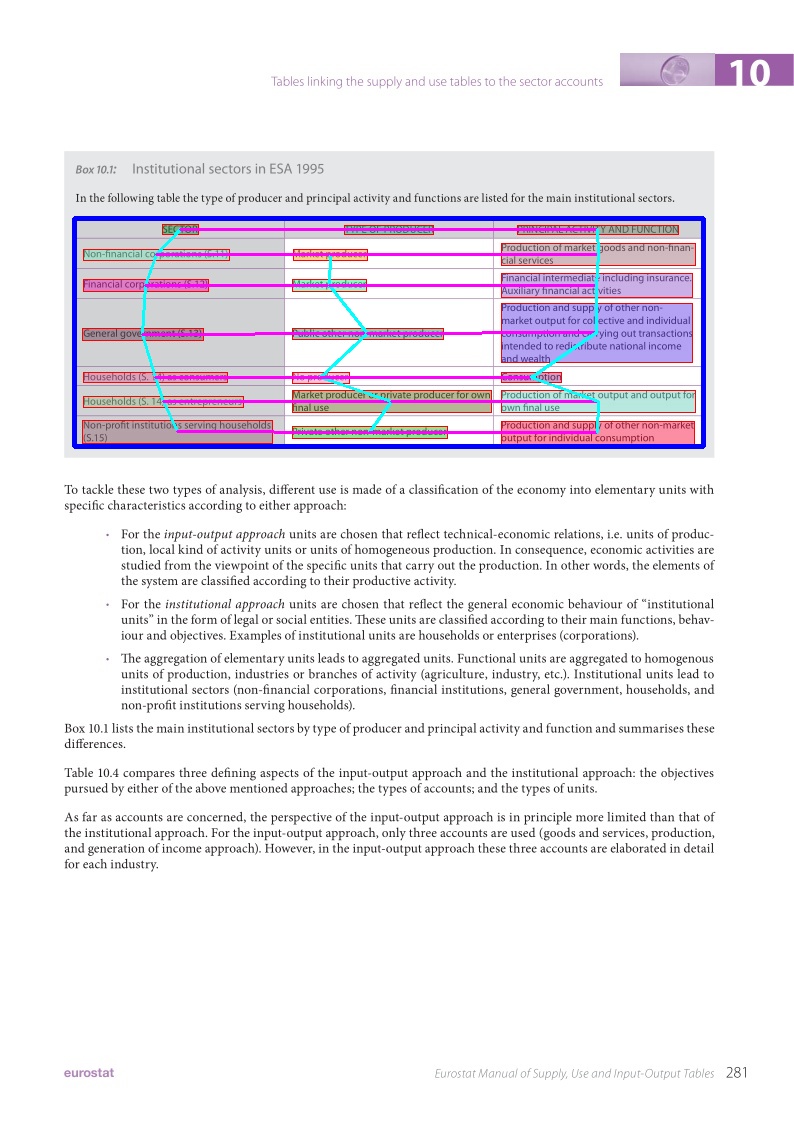 Tables linking the supply and use tables to the sector accounts
10
Box 10.1: Institutional sectors in ESA 1995
In the following table the type of producer and principal activity and functions are listed for the main institutional sectors.
SECTOR TYPE OF PRODUCER PRINCIPAL ACTIVITY AND FUNCTION
Non-financial corporations (S.11) Market producer Production of market goods and non-finan-
cial services
Financial corporations (S.12) Market producer Financial intermediate including insurance.
Auxiliary financial activities
General government (S.13) Public other non-market producer Production and supply of other non-
market output for collective and individual
consumption and carrying out transactions
intended to redistribute national income
and wealth
Households (S. 14) as consumers No producer Consumption
Households (S. 14) as entrepreneurs Market producer or private producer for own
final use Production of market output and output for
own final use
Non-profit institutions serving households
(S.15) Private other non-market producer Production and supply of other non-market
output for individual consumption
To tackle these two types of analysis, different use is made of a classification of the economy into elementary units with
specific characteristics according to either approach:
• For the input-output approach units are chosen that reflect technical-economic relations, i.e. units of produc-
tion, local kind of activity units or units of homogeneous production. In consequence, economic activities are
studied from the viewpoint of the specific units that carry out the production. In other words, the elements of
the system are classified according to their productive activity.
• For the institutional approach units are chosen that reflect the general economic behaviour of “institutional
units” in the form of legal or social entities. These units are classified according to their main functions, behav-
iour and objectives. Examples of institutional units are households or enterprises (corporations).
• The aggregation of elementary units leads to aggregated units. Functional units are aggregated to homogenous
units of production, industries or branches of activity (agriculture, industry, etc.). Institutional units lead to
institutional sectors (non-financial corporations, financial institutions, general government, households, and
non-profit institutions serving households).
Box 10.1 lists the main institutional sectors by type of producer and principal activity and function and summarises these
differences.
Table 10.4 compares three defining aspects of the input-output approach and the institutional approach: the objectives
pursued by either of the above mentioned approaches; the types of accounts; and the types of units.
As far as accounts are concerned, the perspective of the input-output approach is in principle more limited than that of
the institutional approach. For the input-output approach, only three accounts are used (goods and services, production,
and generation of income approach). However, in the input-output approach these three accounts are elaborated in detail
for each industry.
eurostat Eurostat Manual of Supply, Use and Input-Output Tables 281